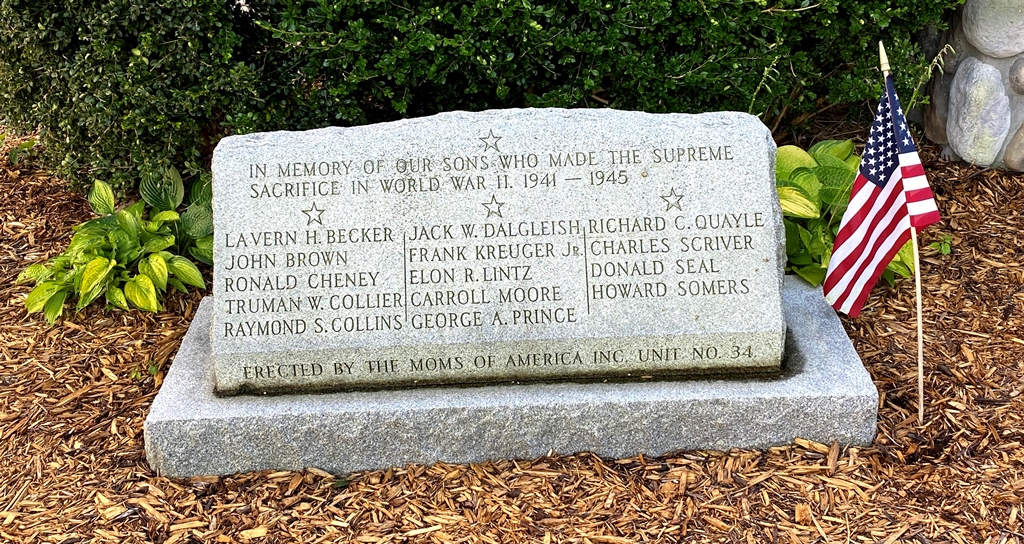 IN MEMORY OF OUR SONS WHO MADE THE SUPREME
SACRIFICE IN WORLD WAR II. 1941 — 1945
LAVERN H. BECKER
JOHN BROWN
RONALD CHENEY
TRUMAN W. COLLIER
RAYMOND S. COLLINS
JACK W. DALGLEISH
FRANK KREUGER JR.
ELON R. LINTZ
CARROLL MOORE
GEORGE A. PRINCE
RICHARD C. QUAYLE
CHARLES SCRIVER
DONALD SEAL
HOWARD SOMERS
ERECTED BY THE MOMS OF AMERICA INC. UNIT NO. 34